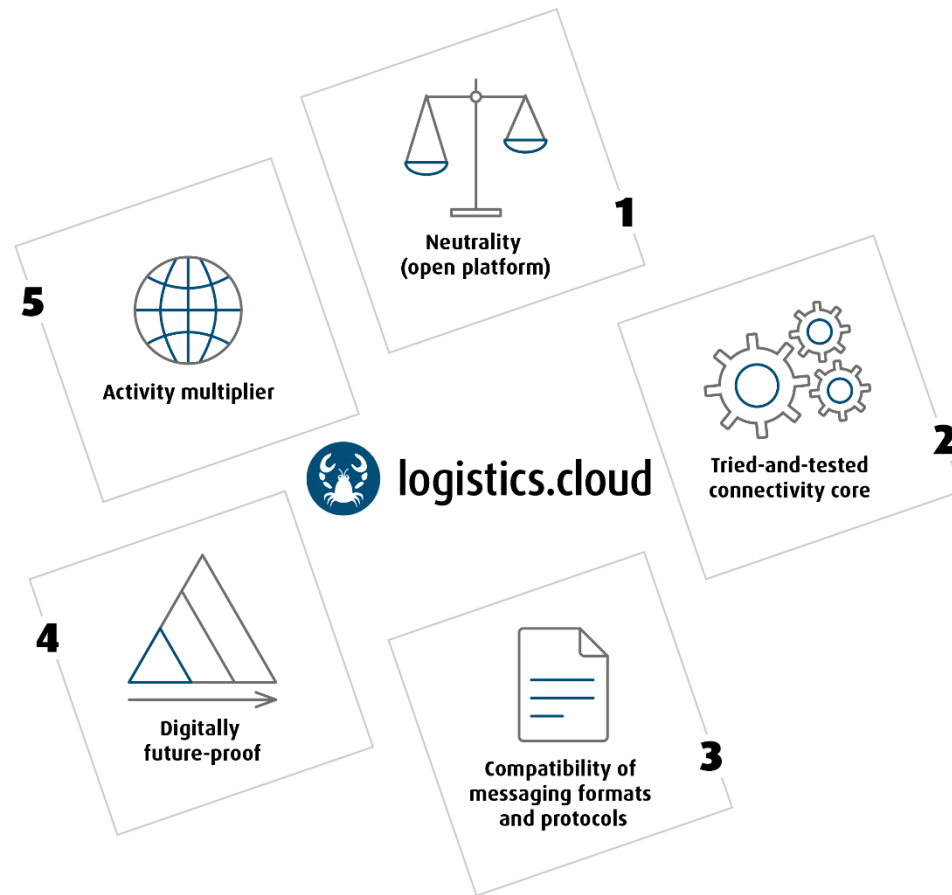 1
Neutrality
(open platform)
2
Tried-and-tested
connectivity core
3
Compatibility of
messaging formats
and protocols
4
Digitally
future-proof
5
Activity multiplier
logistics.cloud